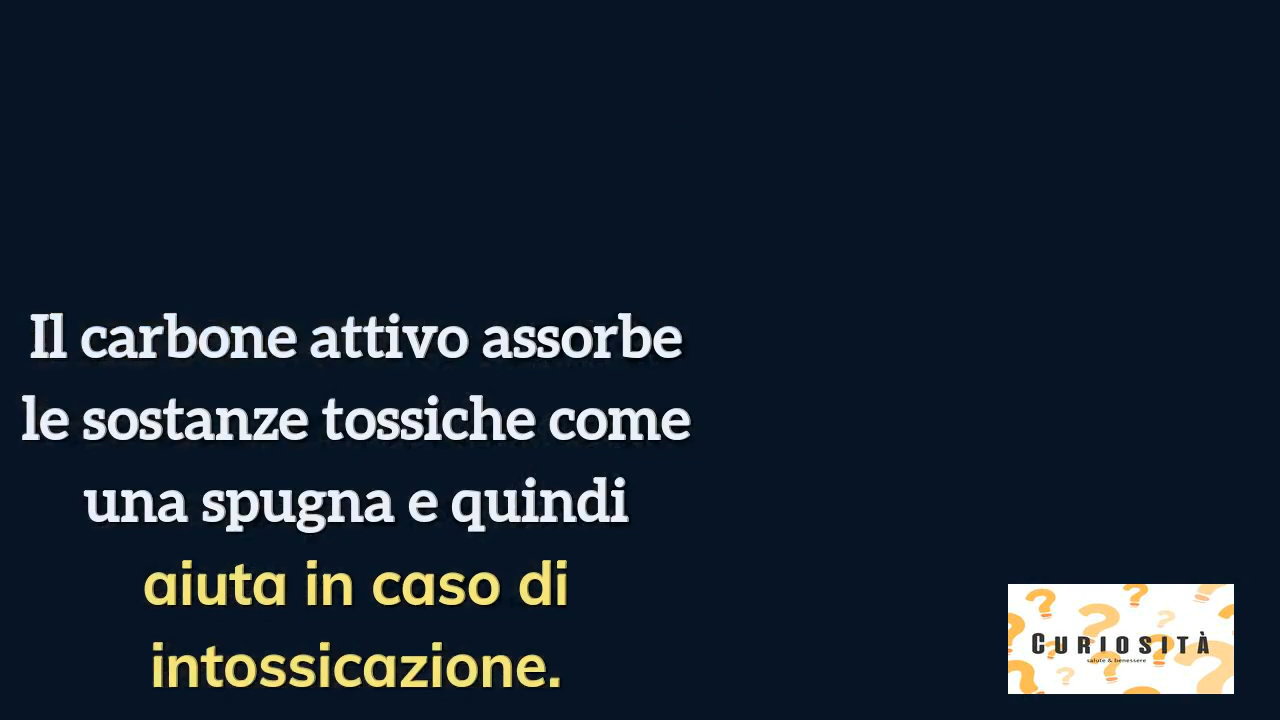 Il carbone attivo assorbe
le sostanze tossiche come
una spugna e quindi
aiuta in caso di
intossicazione.
CURIOSITÀ
salute & benessere